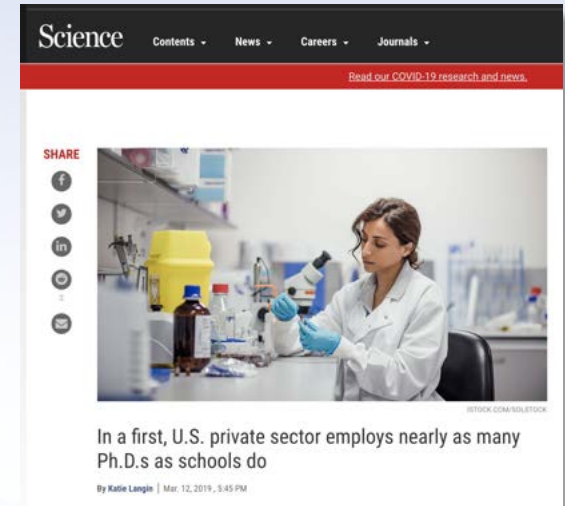 Science Contents News Careers Journals
Read our COVID-19 research and news.
SHARE
ISTOCK.COM/SOLSTOCK
In a first, U.S. private sector employs nearly as many
Ph.D.s as schools do
By Katie Langin | Mar. 12, 2019 , 5:45 PM